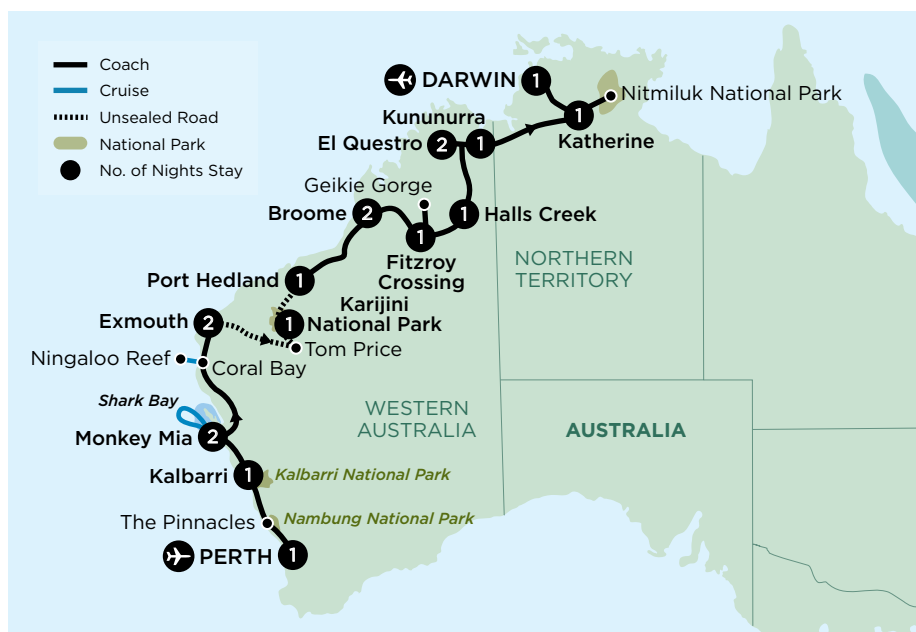 Coach
Cruise
Unsealed Road
National Park
No. of Nights Stay
DARWIN 1
Nitmiluk National Park
Kununurra
1
Katherine
El Questro 2 1
Geikie Gorge
Broome 2
1 Halls Creek
1
Fitzroy
Crossing
NORTHERN
TERRITORY
Port Hedland 1
Karijini
1 National Park
Exmouth 2
Tom Price
Ningaloo Reef
Coral Bay
Shark Bay
WESTERN
AUSTRALIA
AUSTRALIA
Monkey Mia 2
Kalbarri 1 Kalbarri National Park
The Pinnacles Nambung National Park
PERTH 1